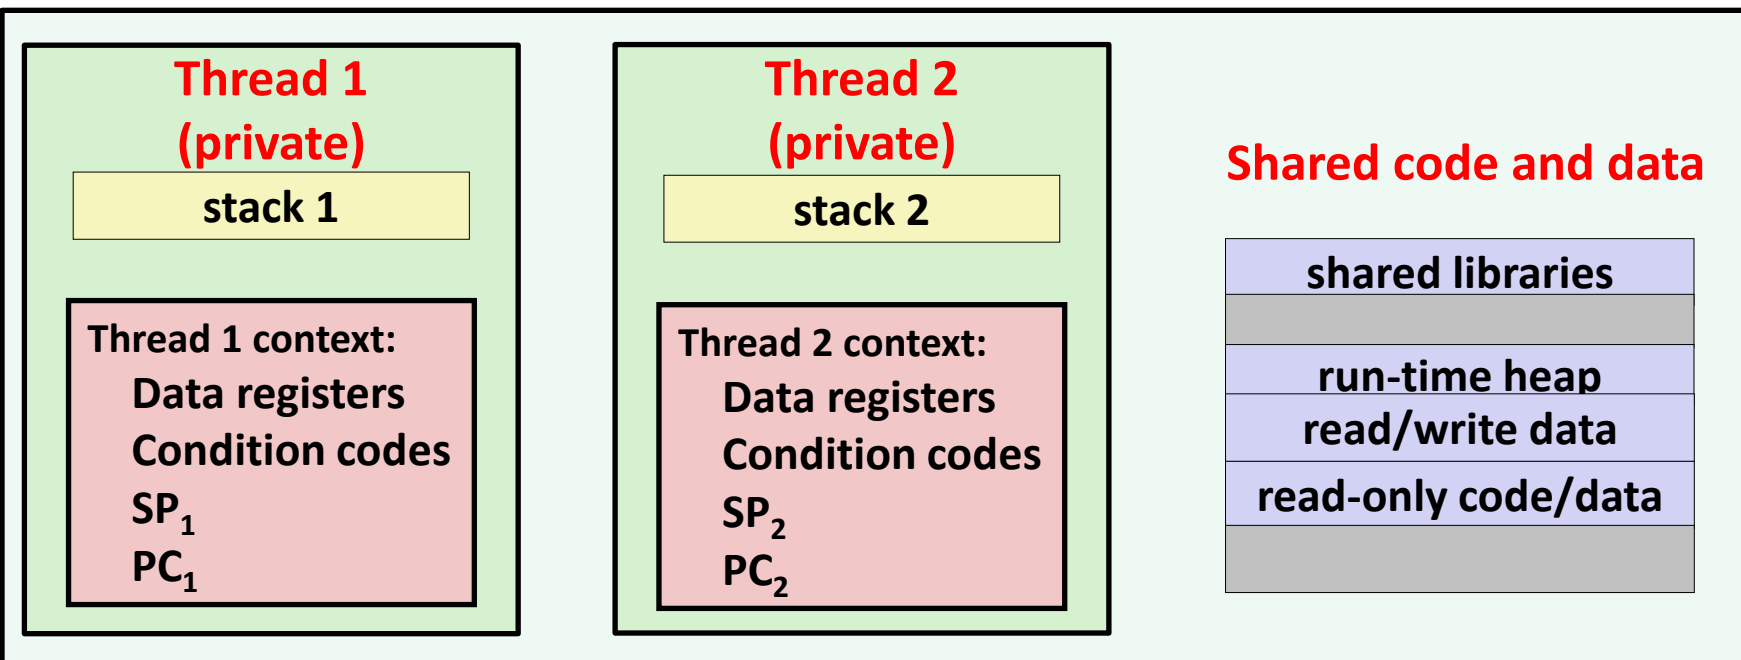 Thread 1
(private)
stack 1
Thread 1 context:
Data registers
Condition codes
SP₁
PC₁
Thread 2
(private)
stack 2
Thread 2 context:
Data registers
Condition codes
SP₂
PC₂
Shared code and data
shared libraries
run-time heap
read/write data
read-only code/data